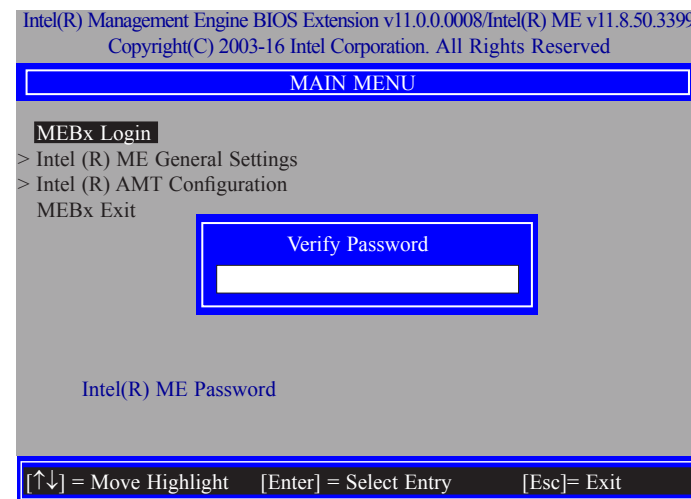 Intel(R) Management Engine BIOS Extension v11.0.0.0008/Intel(R) ME v11.8.50.3399
Copyright(C) 2003-16 Intel Corporation. All Rights Reserved
MAIN MENU
MEBx Login
> Intel (R) ME General Settings
> Intel (R) AMT Configuration
MEBx Exit
Verify Password
Intel(R) ME Password
[↑↓] = Move Highlight [Enter] = Select Entry [Esc]= Exit